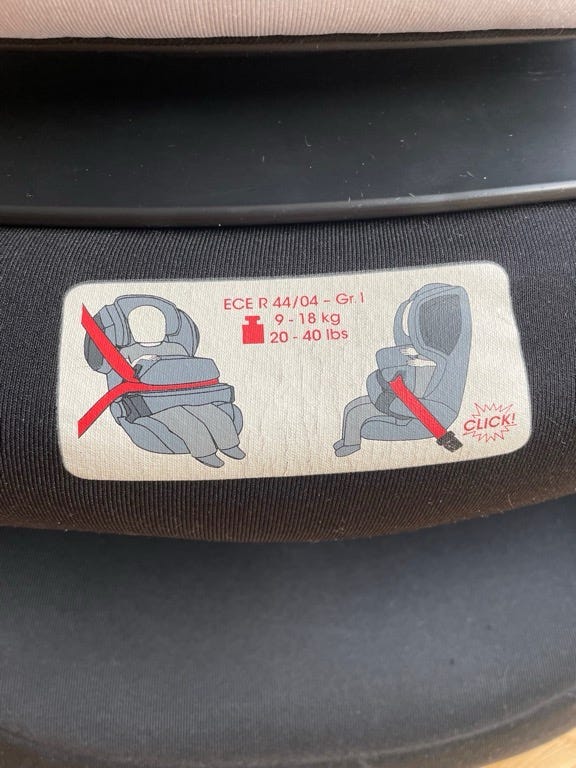 ECE R 44/04 – Gr. I
9 - 18 kg
20 - 40 lbs
CLICK!